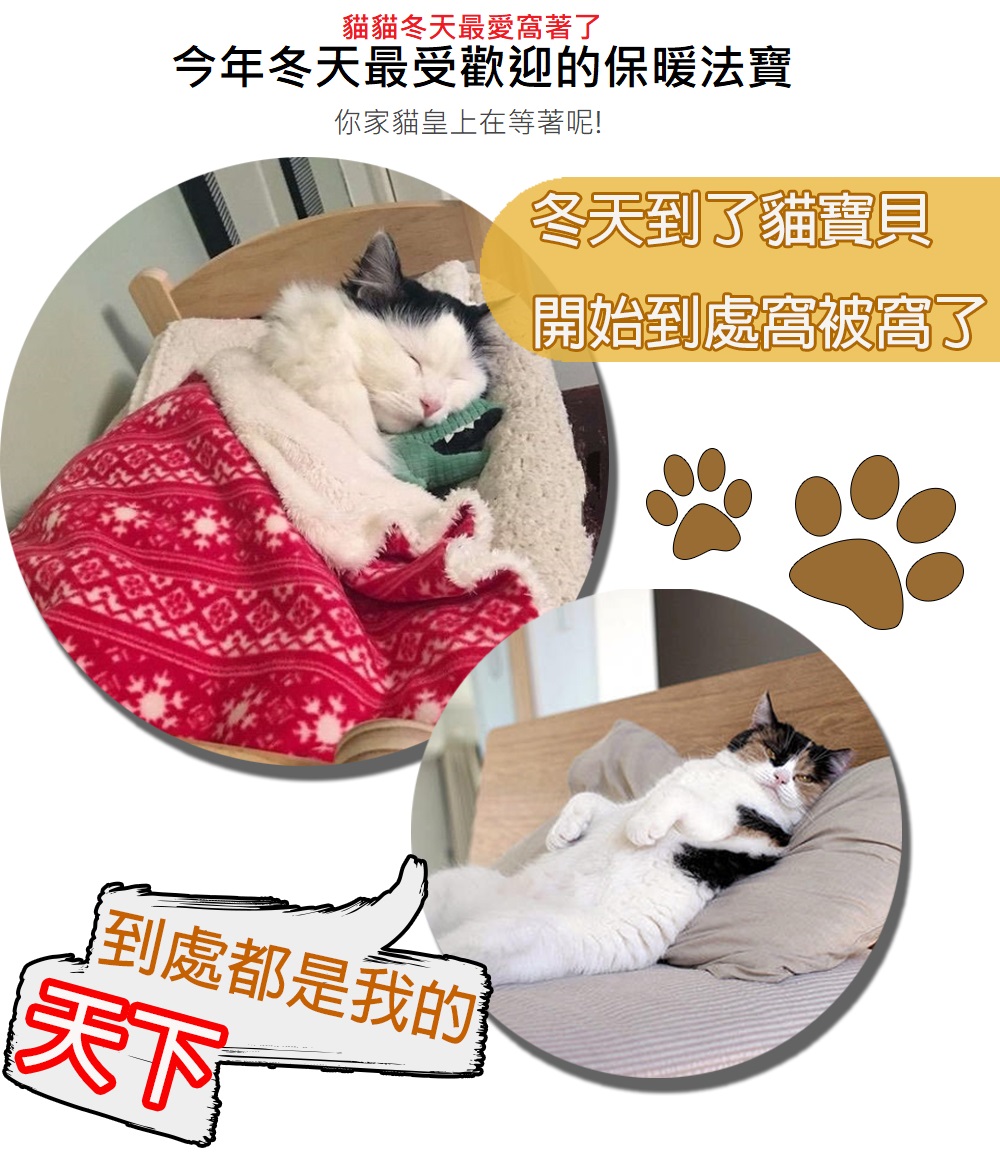 貓貓冬天最愛窩著了
今年冬天最受歡迎的保暖法寶
你家貓皇上在等著呢!
冬天到了貓寶貝
開始到處窩被窩了
到處都是我的
天下